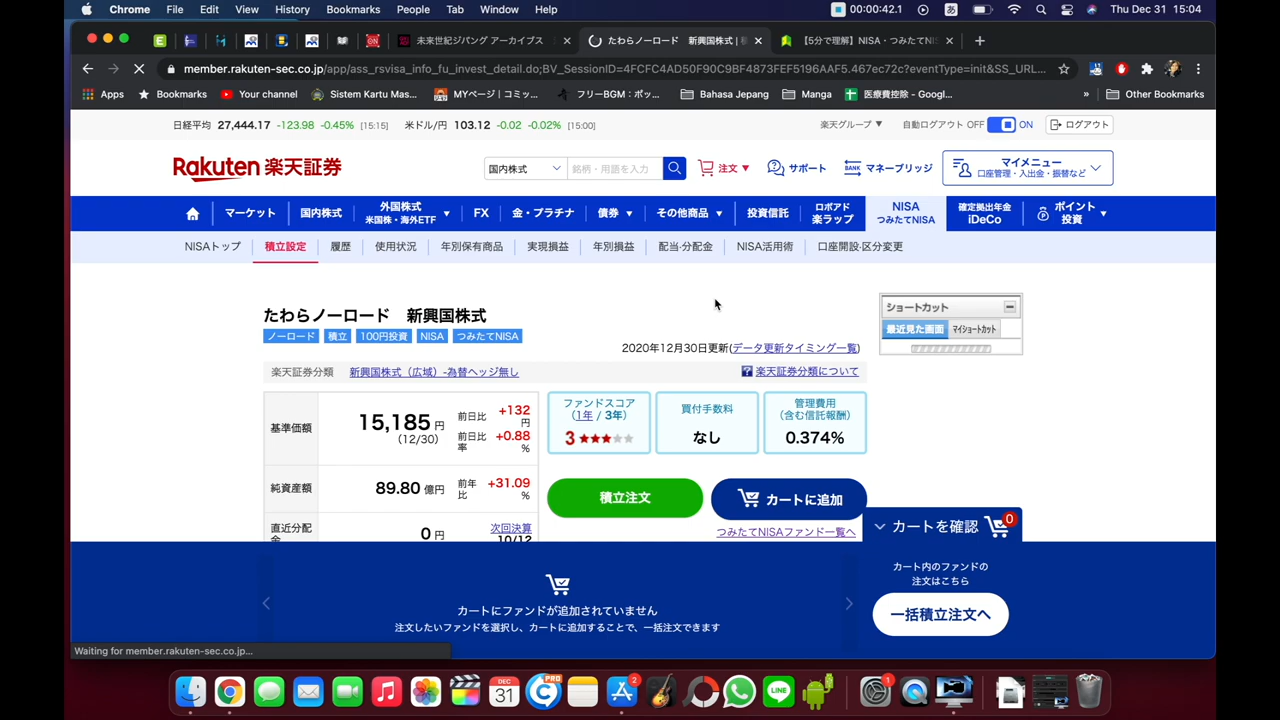 Chrome File Edit View History Bookmarks People Tab Window Help 00:00:42.1 あ Thu Dec 31 15:04
未来世紀ジパング アーカイブス たわらノーロード 新興国株式 | 【5分で理解】NISA・つみたてNIS
member.rakuten-sec.co.jp/app/ass_rsvisa_info_fu_invest_detail.do;BV_SessionID=4FCFC4AD50F90C9BF4873FEF5196AAF5.467ec72c?eventType=init&SS_URL...
Apps Bookmarks Your channel Sistem Kartu Mas... MYページ | コミッ... フリーBGM：ポッ... Bahasa Jepang Manga 医療費控除 - Googl... » Other Bookmarks
日経平均 27,444.17 -123.98 -0.45% [15:15] 米ドル/円 103.12 -0.02 -0.02% [15:00] 楽天グループ ▼ 自動ログアウト OFF ON ログアウト
Rakuten 楽天証券 国内株式 銘柄・用語を入力 注文 ▼ サポート BANK マネーブリッジ マイメニュー
口座管理・入出金・振替など
マーケット 国内株式 外国株式 FX 金・プラチナ 債券 ▼ その他商品 ▼ 投資信託 ロボアド NISA 確定拠出年金 ポイント ▼
米国株・海外ETF ▼ 楽ラップ つみたてNISA iDeCo 投資
NISAトップ 積立設定 履歴 使用状況 年別保有商品 実現損益 年別損益 配当·分配金 NISA活用術 口座開設·区分変更
たわらノーロード 新興国株式
ショートカット
最近見た画面 マイショートカット
ノーロード 積立 100円投資 NISA つみたてNISA
2020年12月30日更新(データ更新タイミング一覧)
楽天証券分類 新興国株式（広域）-為替ヘッジ無し ? 楽天証券分類について
基準価額 15,185 円
(12/30)
前日比 +132 円
前日比率 +0.88 %
ファンドスコア
(1年 / 3年)
3 ★★★★★
買付手数料
なし
管理費用
(含む信託報酬)
0.374%
純資産額 89.80 億円 前年比 +31.09 %
積立注文 カートに追加
直近分配金 0 円 次回決算
10/12
つみたてNISAファンド一覧へ
カートを確認 0
カートにファンドが追加されていません
注文したいファンドを選択し、カートに追加することで、一括注文できます
カート内のファンドの
注文はこちら
一括積立注文へ
Waiting for member.rakuten-sec.co.jp...
DEC
31
PRO
2
LINE
1